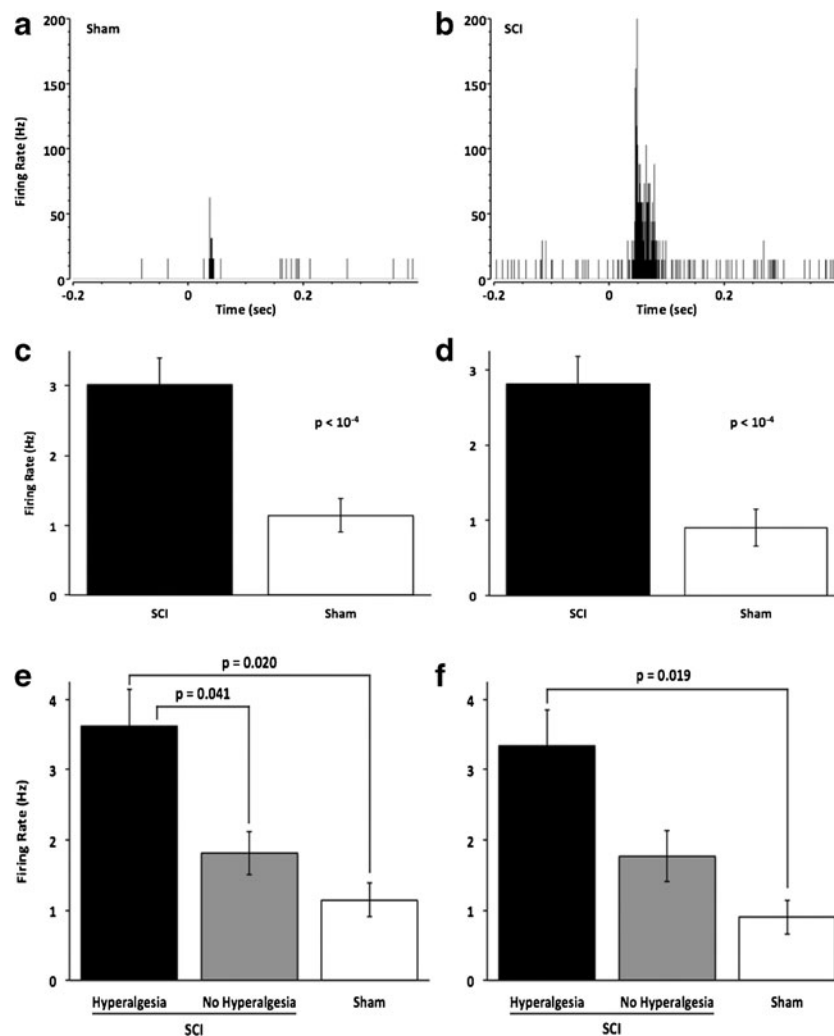 a
Sham
Firing Rate (Hz)
200
150
100
50
0
-0.2
0
0.2
Time (sec)
b
SCI
200
150
100
50
0
-0.2
0
0.2
Time (sec)
c
Firing Rate (Hz)
3
2
1
0
p < 10⁻⁴
SCI
Sham
d
3
2
1
0
p < 10⁻⁴
SCI
Sham
e
Firing Rate (Hz)
4
3
2
1
0
p = 0.020
p = 0.041
Hyperalgesia
No Hyperalgesia
Sham
SCI
f
4
3
2
1
0
p = 0.019
Hyperalgesia
No Hyperalgesia
Sham
SCI